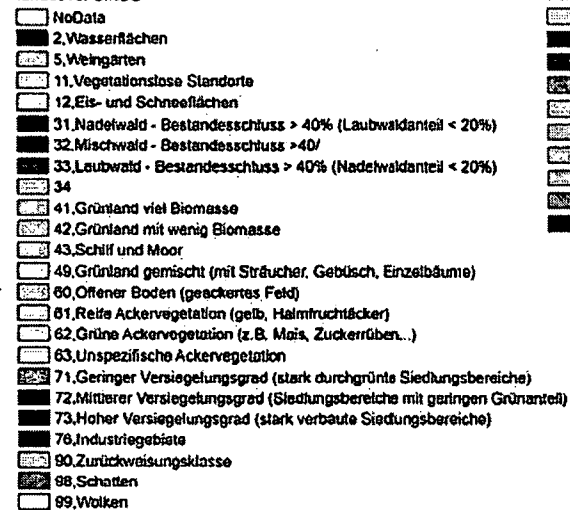 NoData
2,Wasserflächen
5,Weingärten
11,Vegetationslose Standorte
12,Eis- und Schneeflächen
31,Nadelwald - Bestandesschluss > 40% (Laubwaldanteil < 20%)
32,Mischwald - Bestandesschluss >40/
33,Laubwald - Bestandesschluss > 40% (Nadelwaldanteil < 20%)
34
41,Grünland viel Biomasse
42,Grünland mit wenig Biomasse
43,Schilf und Moor
49,Grünland gemischt (mit Sträucher, Gebüsch, Einzelbäume)
60,Offener Boden (geackertes Feld)
61,Reife Ackervegetation (gelb, Halmfruchtäcker)
62,Grüne Ackervegetation (z.B. Mais, Zuckerrüben...)
63,Unspezifische Ackervegetation
71,Geringer Versiegelungsgrad (stark durchgrünte Siedlungsbereiche)
72,Mittlerer Versiegelungsgrad (Siedlungsbereiche mit geringen Grünanteil)
73,Hoher Versiegelungsgrad (stark verbaute Siedlungsbereiche)
76,Industriegebiete
90,Zurückweisungsklasse
98,Schatten
99,Wolken